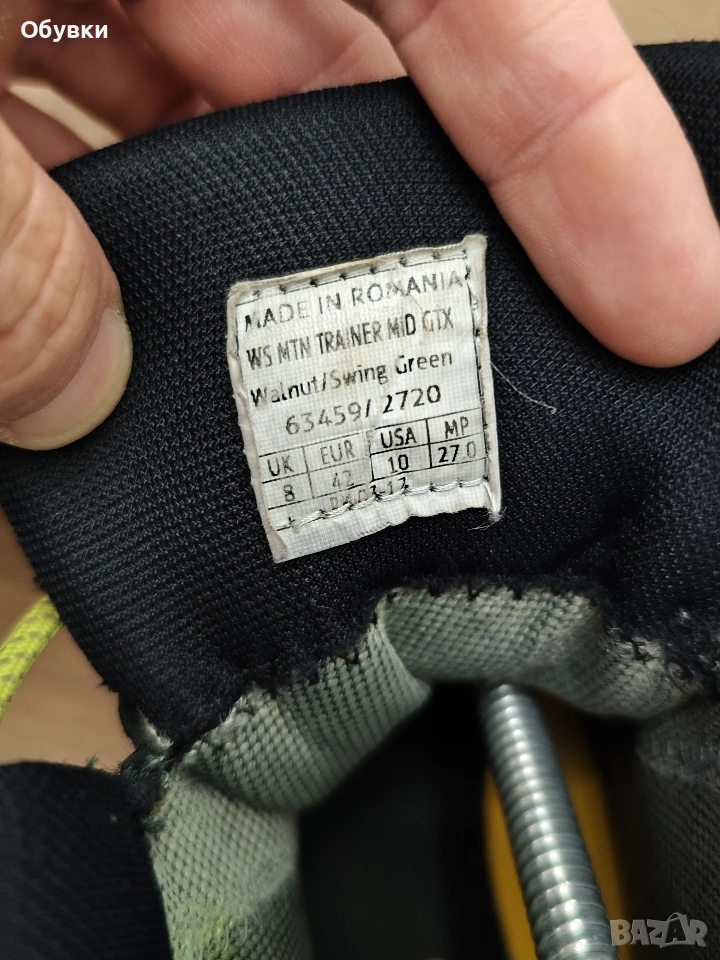 Обувки
MADE IN ROMANIA
WS MTN TRAINER MID GTX
Walnut/Swing Green
63459/ 2720
UK EUR USA MP
8 42 10 27.0
BAZAR